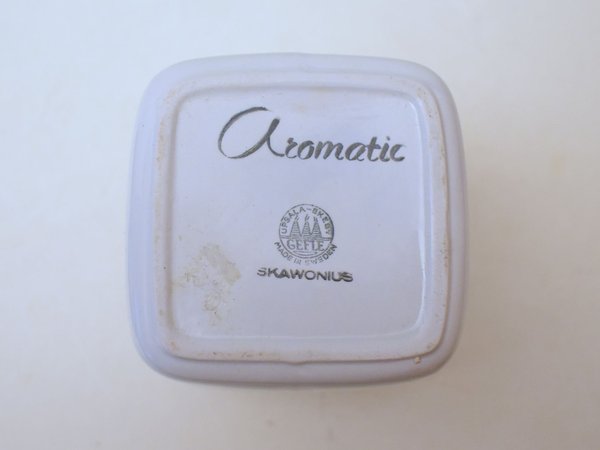 Aromatic
UPSALA-EKEBY
GEFLE
MADE IN SWEDEN
SKAWONIUS